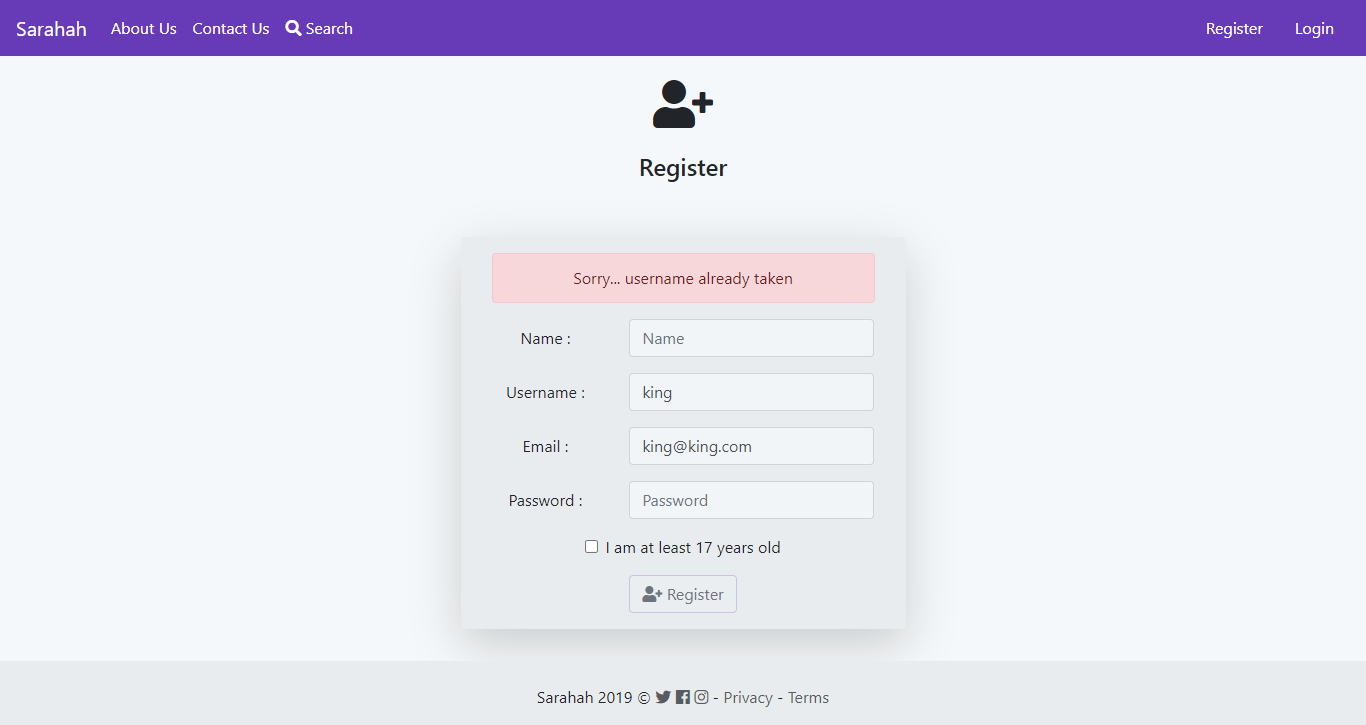 Sarahah About Us Contact Us Search Register Login
Register
Sorry... username already taken
Name : Name
Username : king
Email : king@king.com
Password : Password
I am at least 17 years old
Register
Sarahah 2019 © - Privacy - Terms